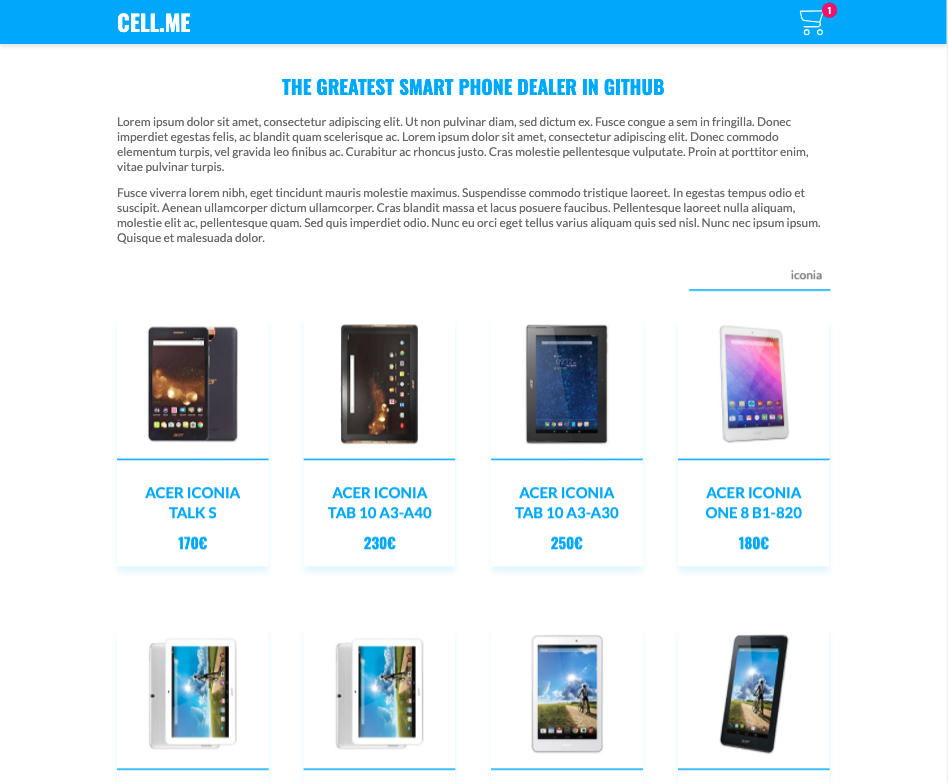 CELL.ME
1
THE GREATEST SMART PHONE DEALER IN GITHUB
Lorem ipsum dolor sit amet, consectetur adipiscing elit. Ut non pulvinar diam, sed dictum ex. Fusce congue a sem in fringilla. Donec
imperdiet egestas felis, ac blandit quam scelerisque ac. Lorem ipsum dolor sit amet, consectetur adipiscing elit. Donec commodo
elementum turpis, vel gravida leo finibus ac. Curabitur ac rhoncus justo. Cras molestie pellentesque vulputate. Proin at porttitor enim,
vitae pulvinar turpis.
Fusce viverra lorem nibh, eget tincidunt mauris molestie maximus. Suspendisse commodo tristique laoreet. In egestas tempus odio et
suscipit. Aenean ullamcorper dictum ullamcorper. Cras blandit massa et lacus posuere faucibus. Pellentesque laoreet nulla aliquam,
molestie elit ac, pellentesque quam. Sed quis imperdiet odio. Nunc eu orci eget tellus varius aliquam quis sed nisl. Nunc nec ipsum ipsum.
Quisque et malesuada dolor.
iconia
ACER ICONIA
TALK S
170€
ACER ICONIA
TAB 10 A3-A40
230€
ACER ICONIA
TAB 10 A3-A30
250€
ACER ICONIA
ONE 8 B1-820
180€